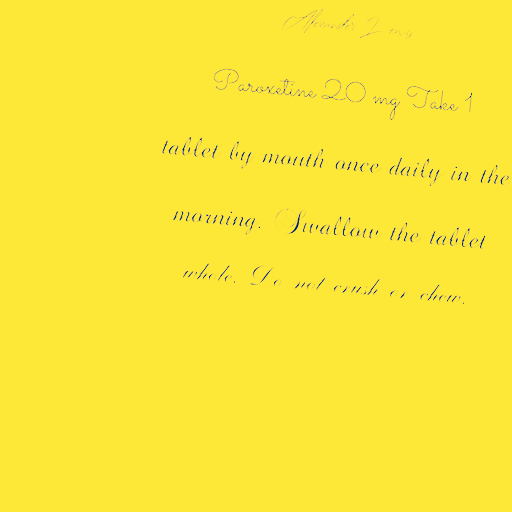 Alexander
Paroxetine 20 mg Take 1
tablet by mouth once daily in the
morning. Swallow the tablet
whole. Do not crush or chew.